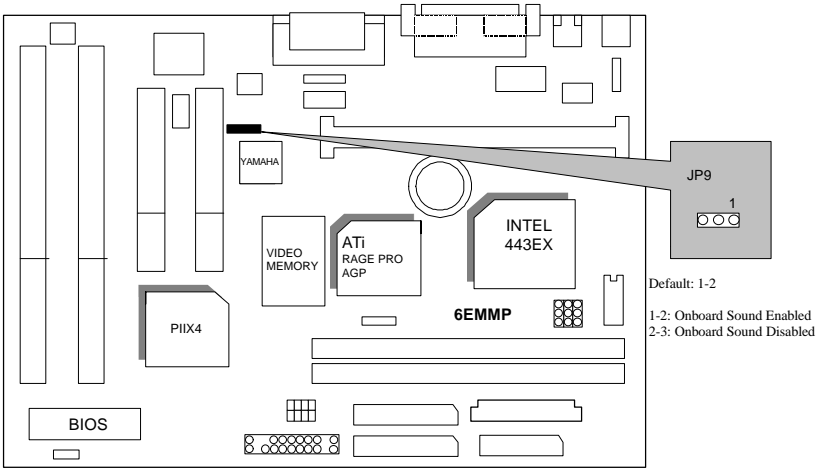 YAMAHA
JP9
1
INTEL
443EX
VIDEO
MEMORY
ATi
RAGE PRO
AGP
Default: 1-2
PIIX4
6EMMP
1-2: Onboard Sound Enabled
2-3: Onboard Sound Disabled
BIOS